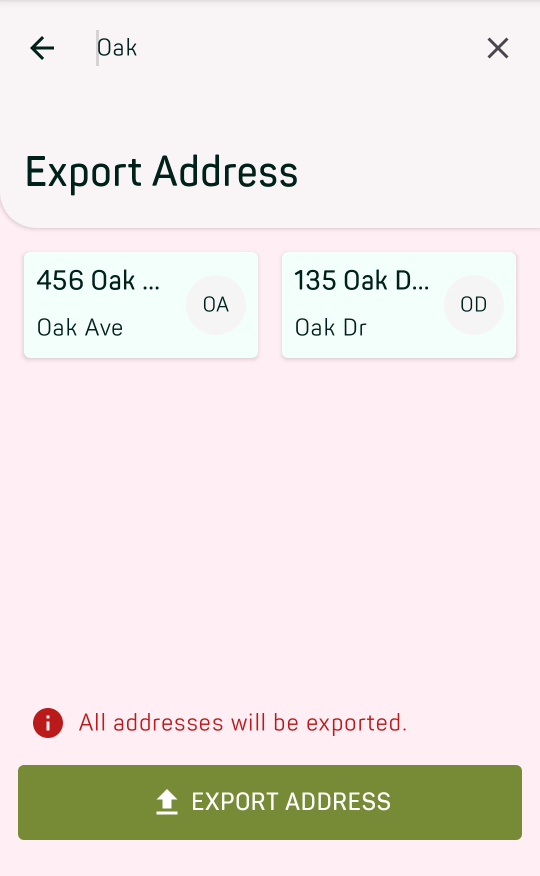 Oak
Export Address
456 Oak ...
Oak Ave
OA
135 Oak D...
Oak Dr
OD
All addresses will be exported.
EXPORT ADDRESS